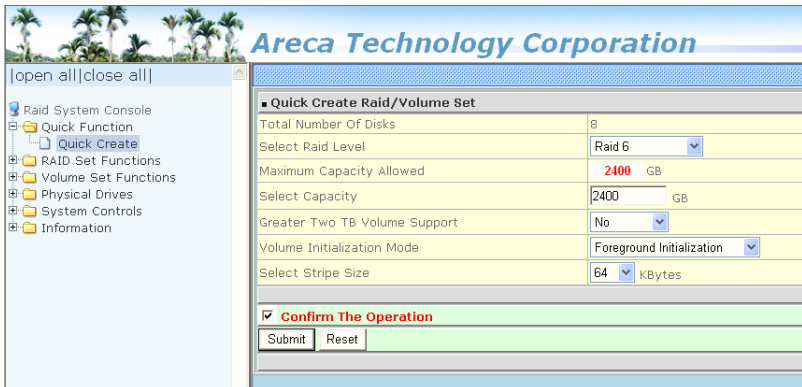 Areca Technology Corporation
|open all|close all|
Raid System Console
Quick Function
Quick Create
RAID Set Functions
Volume Set Functions
Physical Drives
System Controls
Information
Quick Create Raid/Volume Set
Total Number Of Disks 8
Select Raid Level Raid 6
Maximum Capacity Allowed 2400 GB
Select Capacity 2400 GB
Greater Two TB Volume Support No
Volume Initialization Mode Foreground Initialization
Select Stripe Size 64 KBytes
Confirm The Operation
Submit Reset